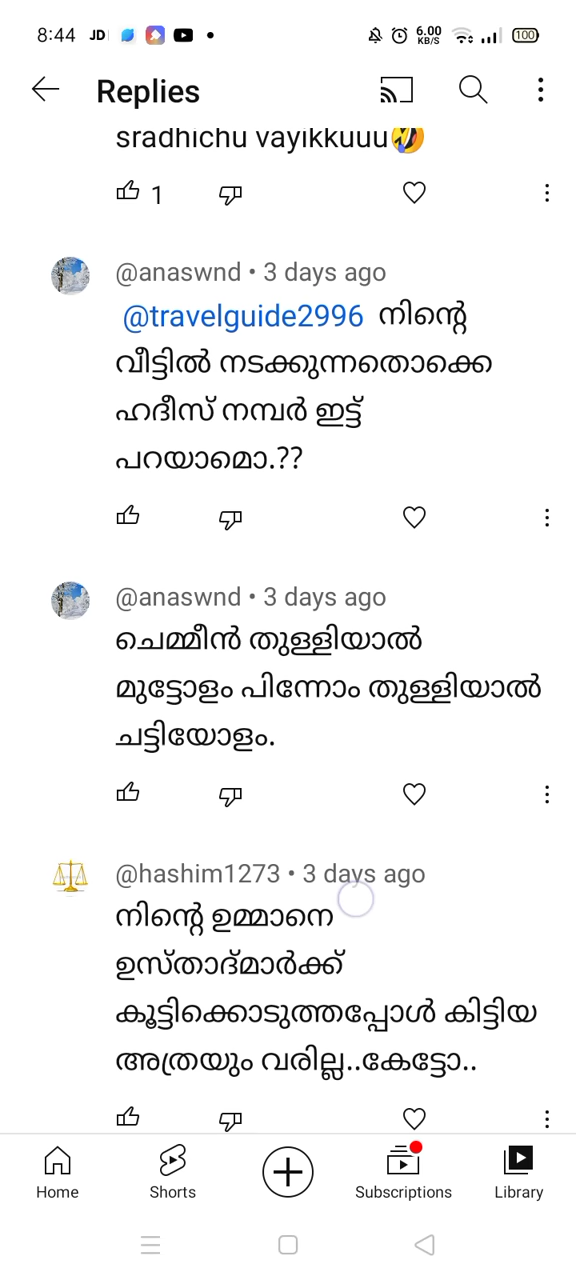 8:44 JD 6.00 KB/S 100
Replies
sradhichu vayikkuuu🤣
1
@anaswnd • 3 days ago
@travelguide2996 നിന്റെ
വീട്ടിൽ നടക്കുന്നതൊക്കെ
ഹദീസ് നമ്പർ ഇട്ട്
പറയാമൊ.??
@anaswnd • 3 days ago
ചെമ്മീൻ തുള്ളിയാൽ
മുട്ടോളം പിന്നോം തുള്ളിയാൽ
ചട്ടിയോളം.
@hashim1273 • 3 days ago
നിന്റെ ഉമ്മാനെ
ഉസ്താദ്മാർക്ക്
കൂട്ടിക്കൊടുത്തപ്പോൾ കിട്ടിയ
അത്രയും വരില്ല..കേട്ടോ..
Home Shorts Subscriptions Library